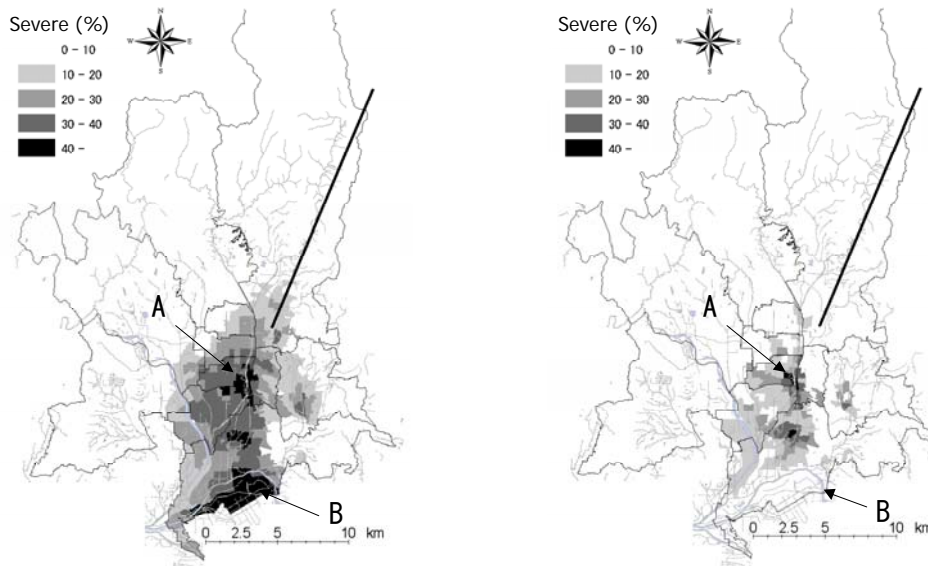 Severe (%)
0 - 10
10 - 20
20 - 30
30 - 40
40 -
N
W
E
S
A
B
0 2.5 5 10 km
Severe (%)
0 - 10
10 - 20
20 - 30
30 - 40
40 -
N
W
E
S
A
B
0 2.5 5 10 km